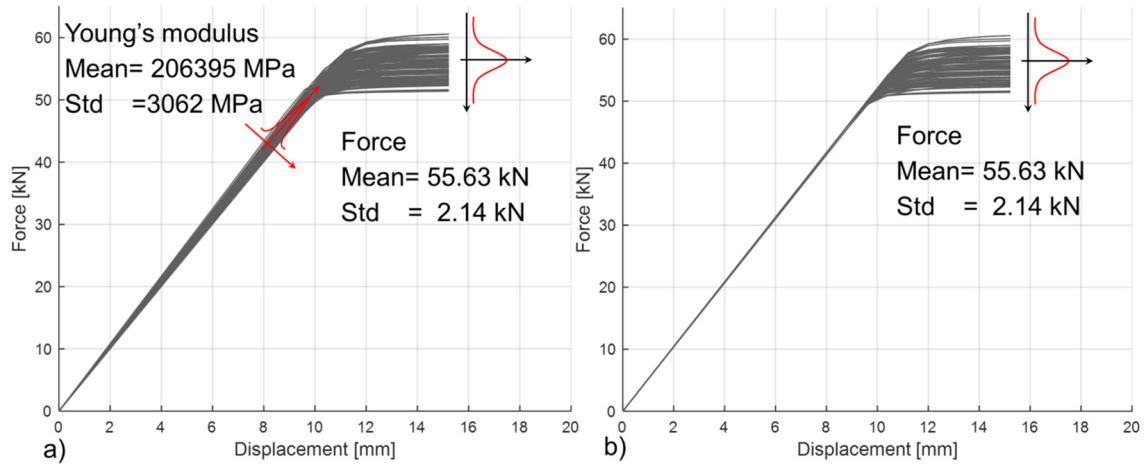 Young's modulus
Mean= 206395 MPa
Std =3062 MPa
Force
Mean= 55.63 kN
Std = 2.14 kN
Force [kN]
60
50
40
30
20
10
0
0 2 4 6 8 10 12 14 16 18 20
Displacement [mm]
a)
Force
Mean= 55.63 kN
Std = 2.14 kN
Force [kN]
60
50
40
30
20
10
0
0 2 4 6 8 10 12 14 16 18 20
Displacement [mm]
b)